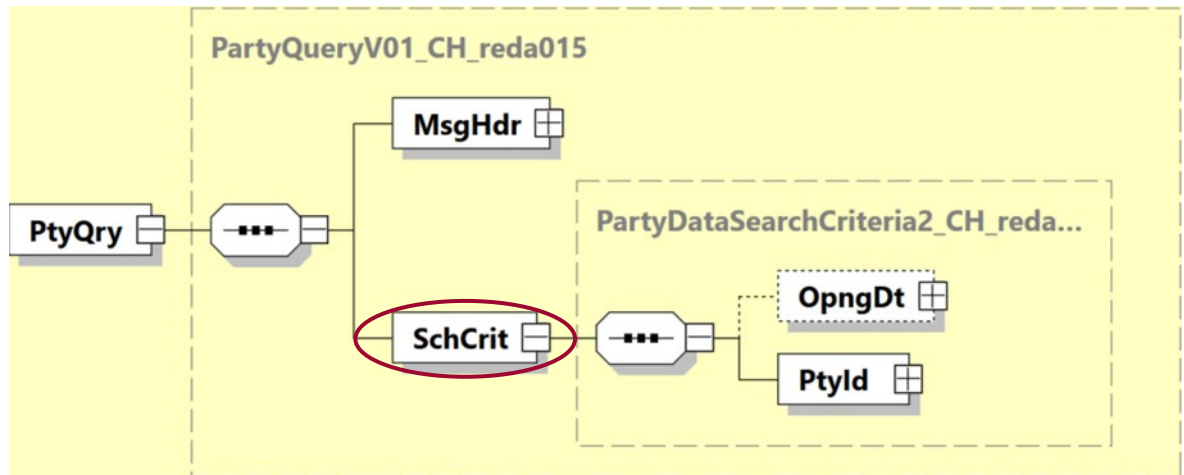 PartyQueryV01_CH_reda015
MsgHdr
PtyQry
PartyDataSearchCriteria2_CH_reda...
OpngDt
SchCrit
PtyId